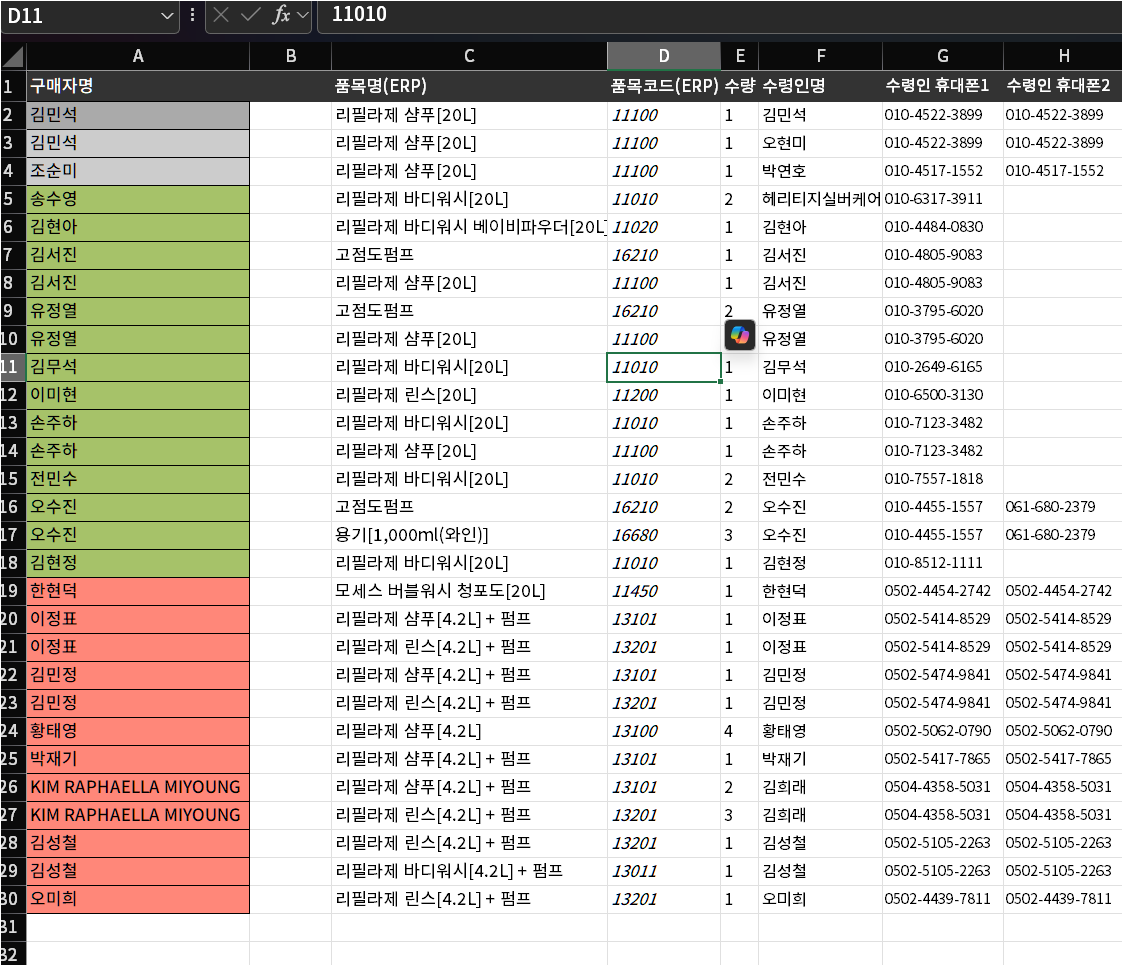 D11 fx 11010
A B C D E F G H
1 구매자명 품목명(ERP) 품목코드(ERP) 수량 수령인명 수령인 휴대폰1 수령인 휴대폰2
2 김민석 리필라제 샴푸[20L] 11100 1 김민석 010-4522-3899 010-4522-3899
3 김민석 리필라제 샴푸[20L] 11100 1 오현미 010-4522-3899 010-4522-3899
4 조순미 리필라제 샴푸[20L] 11100 1 박연호 010-4517-1552 010-4517-1552
5 송수영 리필라제 바디워시[20L] 11010 2 헤리티지실버케어 010-6317-3911
6 김현아 리필라제 바디워시 베이비파우더[20L] 11020 1 김현아 010-4484-0830
7 김서진 고점도펌프 16210 1 김서진 010-4805-9083
8 김서진 리필라제 샴푸[20L] 11100 1 김서진 010-4805-9083
9 유정열 고점도펌프 16210 2 유정열 010-3795-6020
10 유정열 리필라제 샴푸[20L] 11100 유정열 010-3795-6020
11 김무석 리필라제 바디워시[20L] 11010 1 김무석 010-2649-6165
12 이미현 리필라제 린스[20L] 11200 1 이미현 010-6500-3130
13 손주하 리필라제 바디워시[20L] 11010 1 손주하 010-7123-3482
14 손주하 리필라제 샴푸[20L] 11100 1 손주하 010-7123-3482
15 전민수 리필라제 바디워시[20L] 11010 2 전민수 010-7557-1818
16 오수진 고점도펌프 16210 2 오수진 010-4455-1557 061-680-2379
17 오수진 용기[1,000ml(와인)] 16680 3 오수진 010-4455-1557 061-680-2379
18 김현정 리필라제 바디워시[20L] 11010 1 김현정 010-8512-1111
19 한현덕 모세스 버블워시 청포도[20L] 11450 1 한현덕 0502-4454-2742 0502-4454-2742
20 이정표 리필라제 샴푸[4.2L] + 펌프 13101 1 이정표 0502-5414-8529 0502-5414-8529
21 이정표 리필라제 린스[4.2L] + 펌프 13201 1 이정표 0502-5414-8529 0502-5414-8529
22 김민정 리필라제 샴푸[4.2L] + 펌프 13101 1 김민정 0502-5474-9841 0502-5474-9841
23 김민정 리필라제 린스[4.2L] + 펌프 13201 1 김민정 0502-5474-9841 0502-5474-9841
24 황태영 리필라제 샴푸[4.2L] 13100 4 황태영 0502-5062-0790 0502-5062-0790
25 박재기 리필라제 샴푸[4.2L] + 펌프 13101 1 박재기 0502-5417-7865 0502-5417-7865
26 KIM RAPHAELLA MIYOUNG 리필라제 샴푸[4.2L] + 펌프 13101 2 김희래 0504-4358-5031 0504-4358-5031
27 KIM RAPHAELLA MIYOUNG 리필라제 린스[4.2L] + 펌프 13201 3 김희래 0504-4358-5031 0504-4358-5031
28 김성철 리필라제 린스[4.2L] + 펌프 13201 1 김성철 0502-5105-2263 0502-5105-2263
29 김성철 리필라제 바디워시[4.2L] + 펌프 13011 1 김성철 0502-5105-2263 0502-5105-2263
30 오미희 리필라제 린스[4.2L] + 펌프 13201 1 오미희 0502-4439-7811 0502-4439-7811
31
32